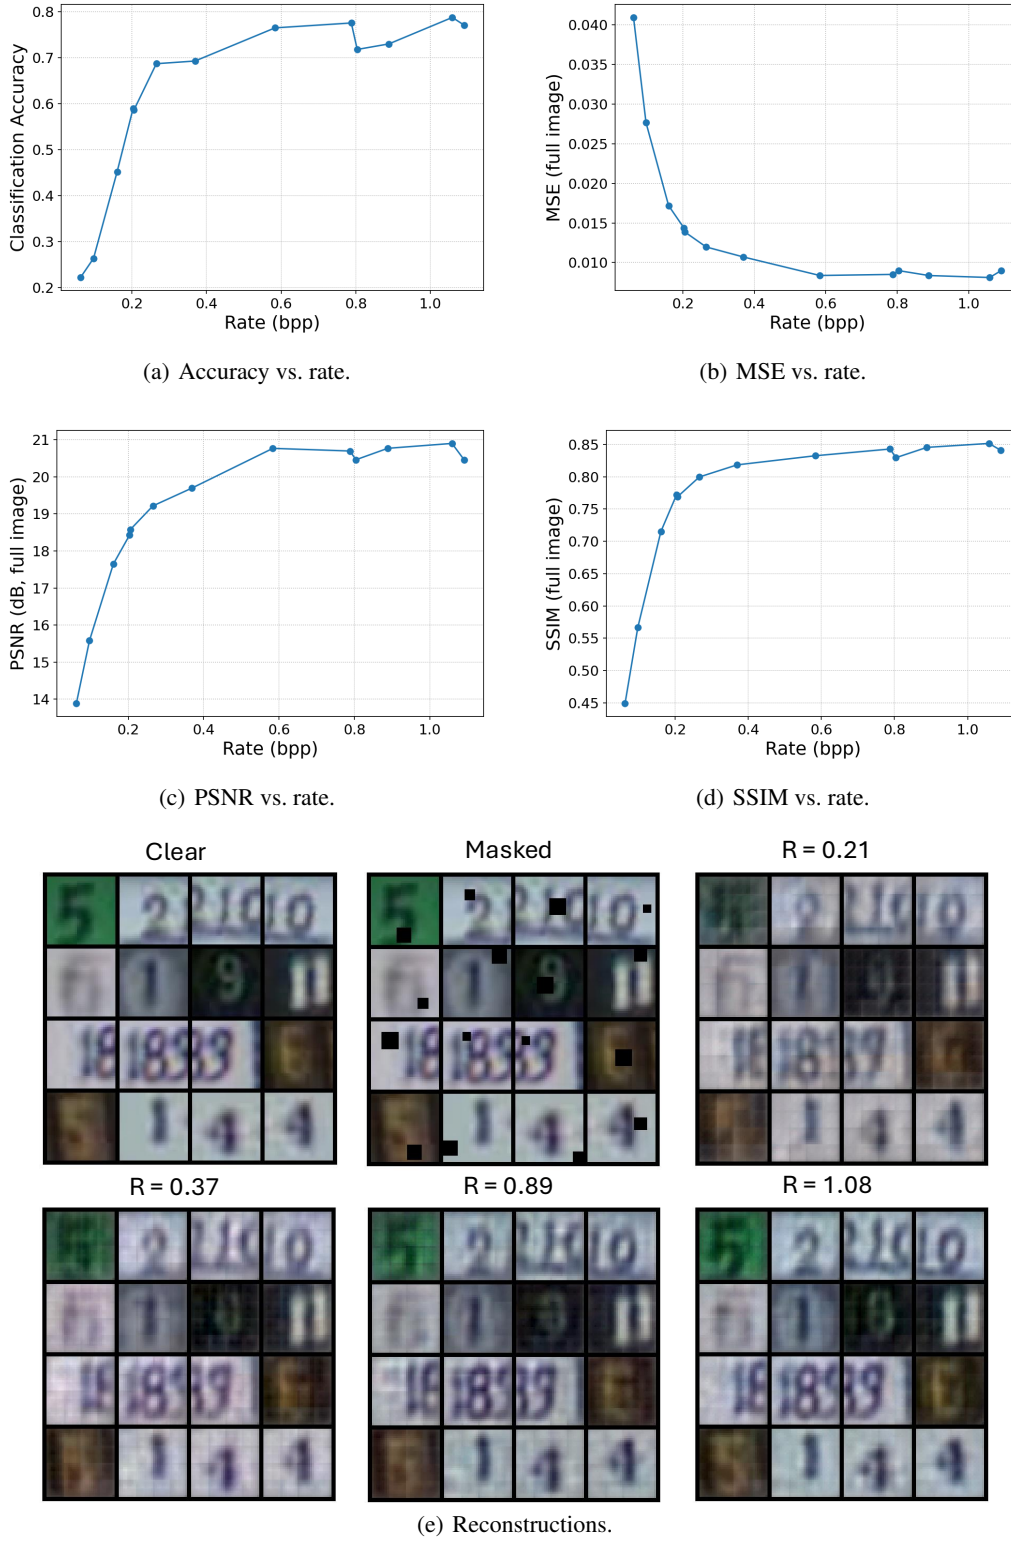 0.8
0.7
0.6
0.5
0.4
0.3
0.2
Classification Accuracy
0.2 0.4 0.6 0.8 1.0
Rate (bpp)
(a) Accuracy vs. rate.
0.040
0.035
0.030
0.025
0.020
0.015
0.010
MSE (full image)
0.2 0.4 0.6 0.8 1.0
Rate (bpp)
(b) MSE vs. rate.
21
20
19
18
17
16
15
14
PSNR (dB, full image)
0.2 0.4 0.6 0.8 1.0
Rate (bpp)
(c) PSNR vs. rate.
0.85
0.80
0.75
0.70
0.65
0.60
0.55
0.50
0.45
SSIM (full image)
0.2 0.4 0.6 0.8 1.0
Rate (bpp)
(d) SSIM vs. rate.
Clear Masked R = 0.21
R = 0.37 R = 0.89 R = 1.08
(e) Reconstructions.